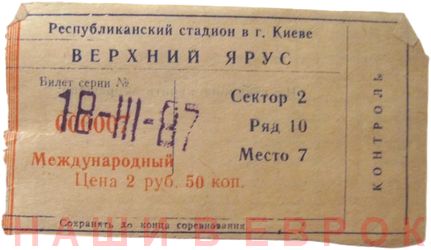 Республиканский стадион в г. Киеве
ВЕРХНИЙ ЯРУС
Билет серии №
18-III-87
Сектор 2
Ряд 10
Международный
Место 7
Цена 2 руб. 50 коп.
Сохранять до конца соревнования
КОНТРОЛЬ
НАШИ В ЕВРОК